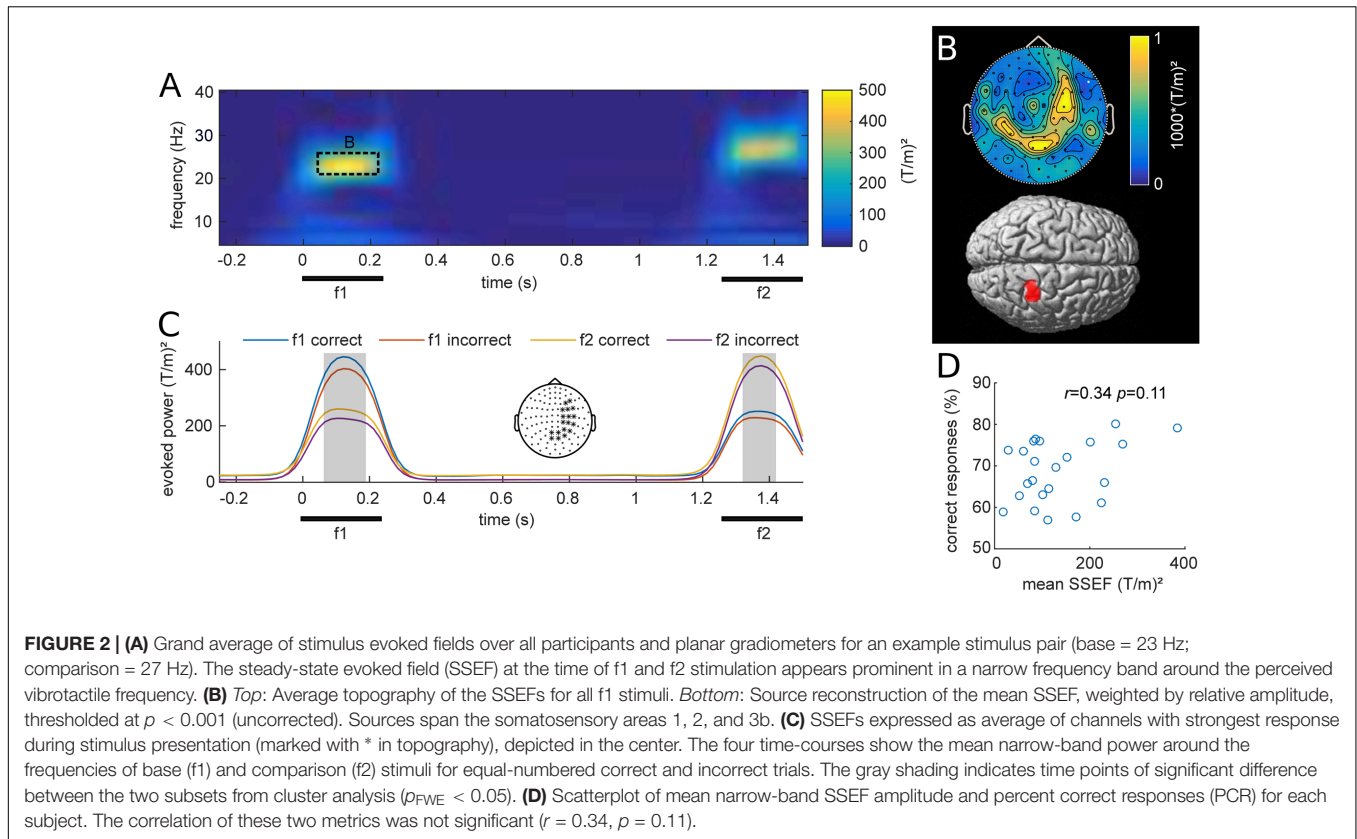 A
frequency (Hz)
40
30
20
10
B
-0.2 0 0.2 0.4 0.6 0.8 1 1.2 1.4
time (s)
f1 f2
500
400
300
200
100
0
(T/m)²
B
1
0
1000*(T/m)²
C
f1 correct f1 incorrect f2 correct f2 incorrect
evoked power (T/m)²
400
200
0
-0.2 0 0.2 0.4 0.6 0.8 1 1.2 1.4
time (s)
f1 f2
D
r=0.34 p=0.11
correct responses (%)
90
80
70
60
50
0 200 400
mean SSEF (T/m)²
FIGURE 2 | (A) Grand average of stimulus evoked fields over all participants and planar gradiometers for an example stimulus pair (base = 23 Hz;
comparison = 27 Hz). The steady-state evoked field (SSEF) at the time of f1 and f2 stimulation appears prominent in a narrow frequency band around the perceived
vibrotactile frequency. (B) Top: Average topography of the SSEFs for all f1 stimuli. Bottom: Source reconstruction of the mean SSEF, weighted by relative amplitude,
thresholded at p < 0.001 (uncorrected). Sources span the somatosensory areas 1, 2, and 3b. (C) SSEFs expressed as average of channels with strongest response
during stimulus presentation (marked with * in topography), depicted in the center. The four time-courses show the mean narrow-band power around the
frequencies of base (f1) and comparison (f2) stimuli for equal-numbered correct and incorrect trials. The gray shading indicates time points of significant difference
between the two subsets from cluster analysis (pFWE < 0.05). (D) Scatterplot of mean narrow-band SSEF amplitude and percent correct responses (PCR) for each
subject. The correlation of these two metrics was not significant (r = 0.34, p = 0.11).